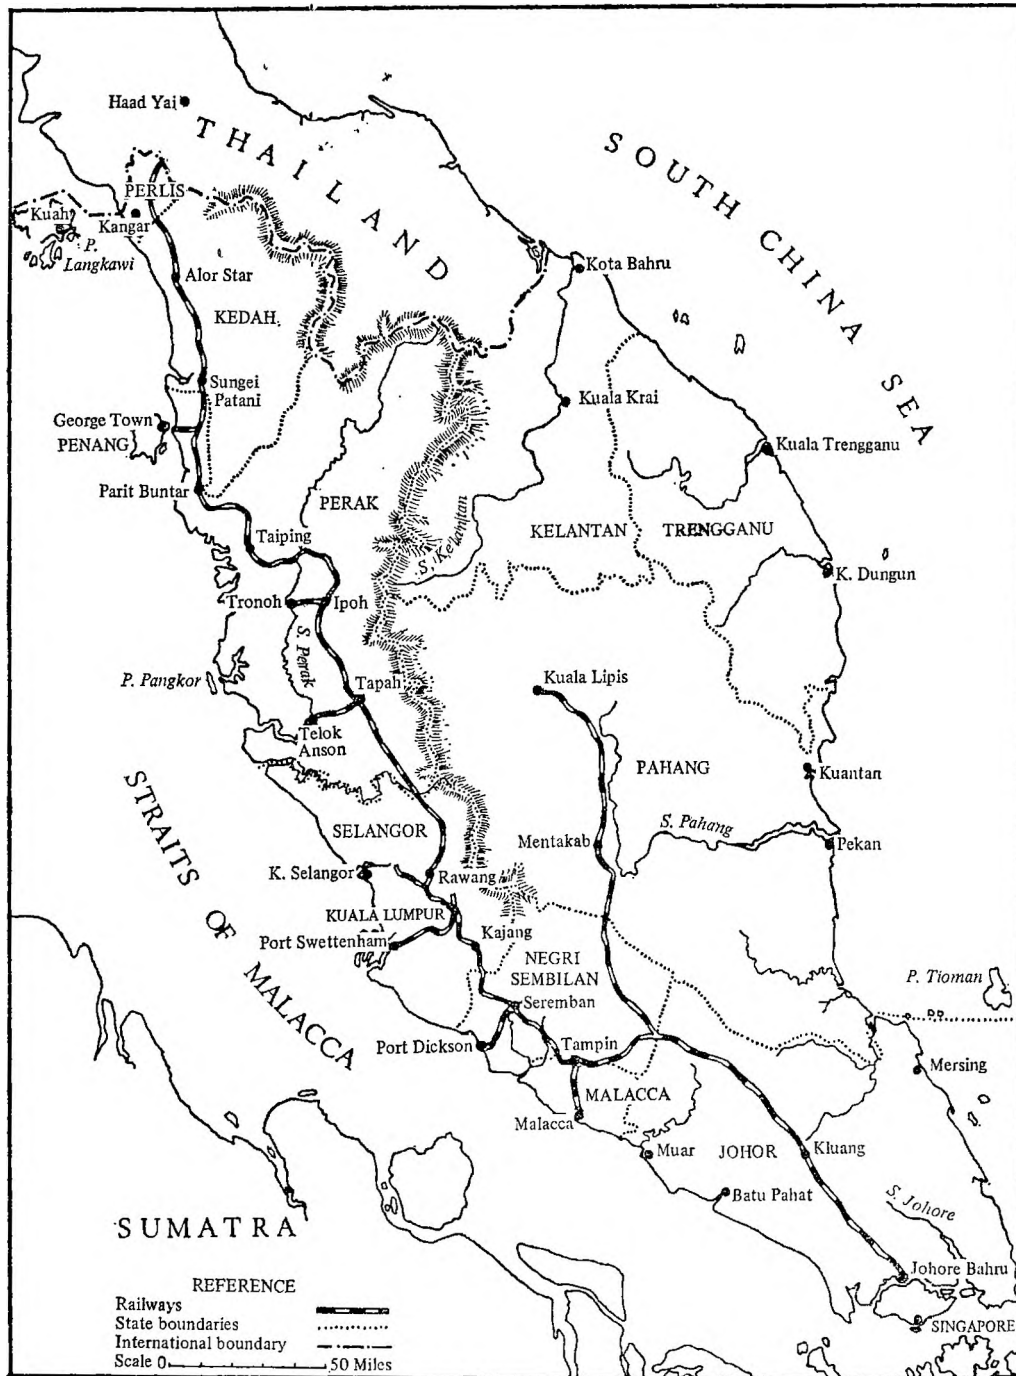 Haad Yai
THAILAND
SOUTH CHINA SEA
PERLIS
Kuah
Kangar
P.
Langkawi
Kota Bahru
Alor Star
KEDAH
Sungei
Patani
Kuala Krai
George Town
PENANG
Kuala Trengganu
Parit Buntar
PERAK
S. Kelantan
KELANTAN
TRENGGANU
Taiping
K. Dungun
Tronoh
Ipoh
S. Perak
P. Pangkor
Tapah
Kuala Lipis
Telok
Anson
PAHANG
Kuantan
STRAITS OF MALACCA
SELANGOR
S. Pahang
Mentakab
Pekan
K. Selangor
Rawang
KUALA LUMPUR
Port Swettenham
Kajang
NEGRI
SEMBILAN
P. Tioman
Seremban
Port Dickson
Tampin
Mersing
MALACCA
Malacca
Muar
JOHOR
Kluang
Batu Pahat
S. Johore
SUMATRA
Johore Bahru
SINGAPORE
REFERENCE
Railways
State boundaries
International boundary
Scale 0 50 Miles